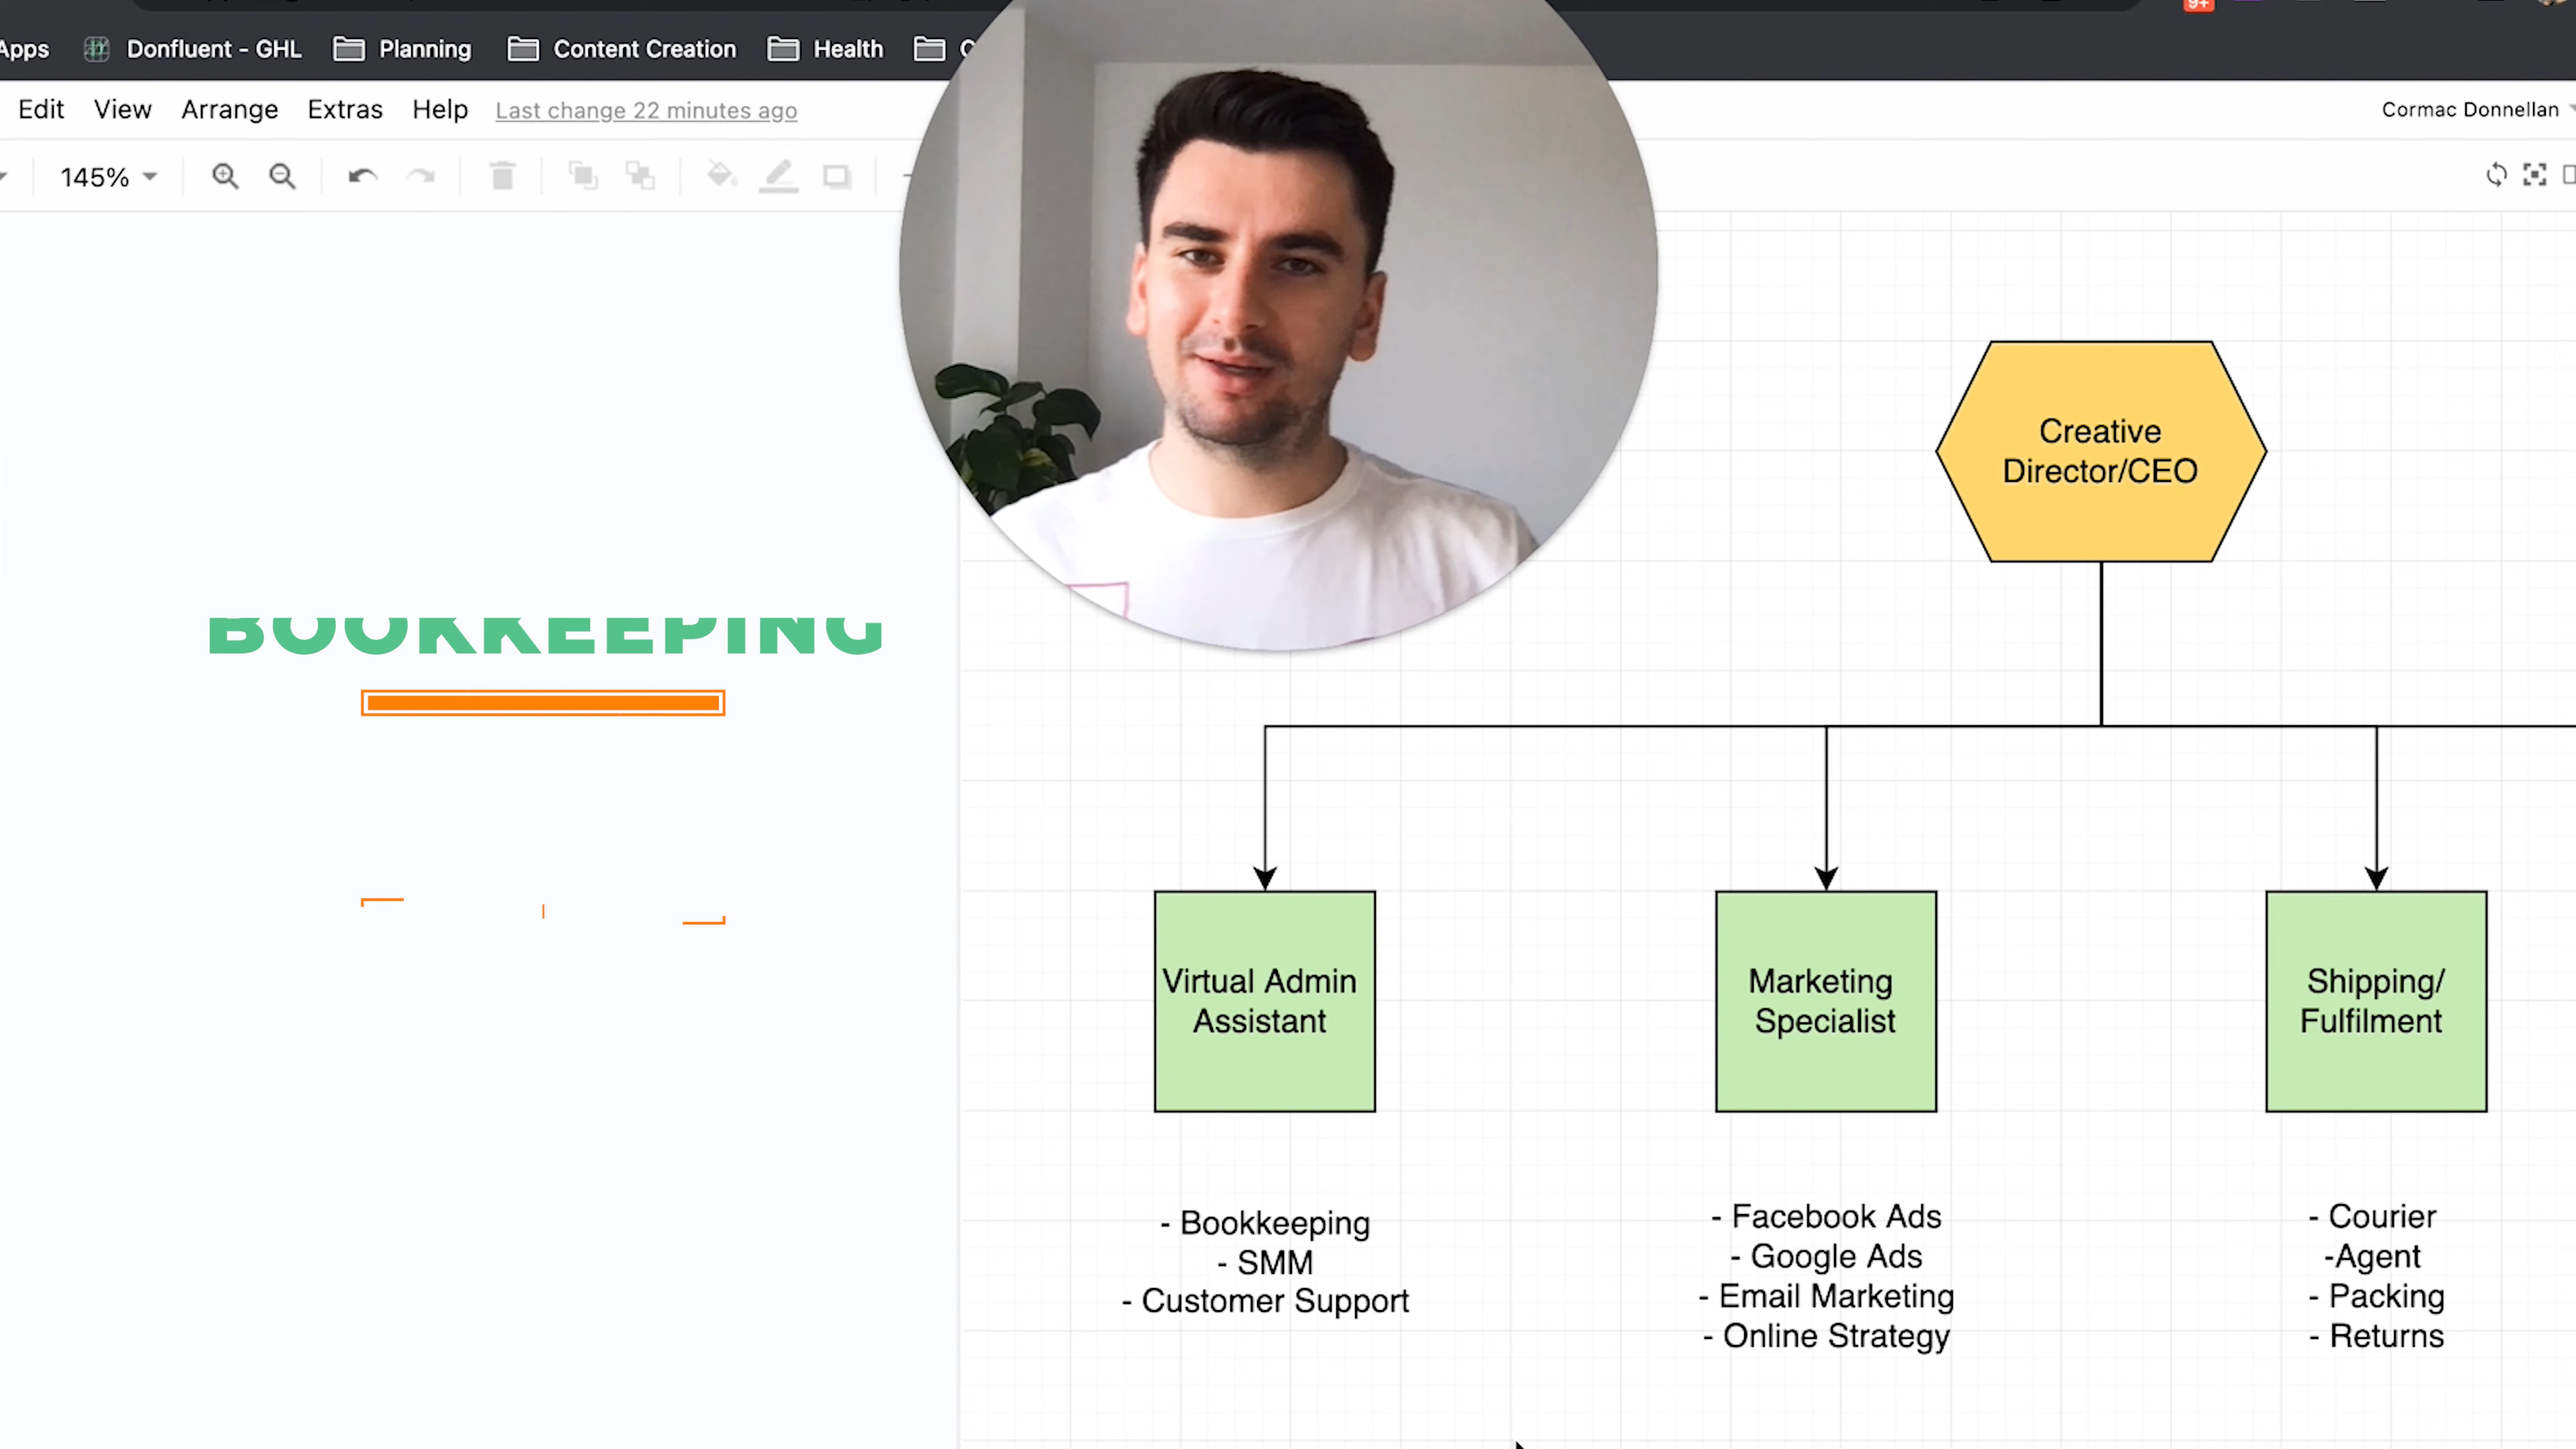 9+
Apps Donfluent - GHL Planning Content Creation Health
Edit View Arrange Extras Help Last change 22 minutes ago
Cormac Donnellan
145%
Creative
Director/CEO
BOOKKEEPING
Virtual Admin
Assistant
Marketing
Specialist
Shipping/
Fulfilment
- Bookkeeping
- SMM
- Customer Support
- Facebook Ads
- Google Ads
- Email Marketing
- Online Strategy
- Courier
-Agent
- Packing
- Returns